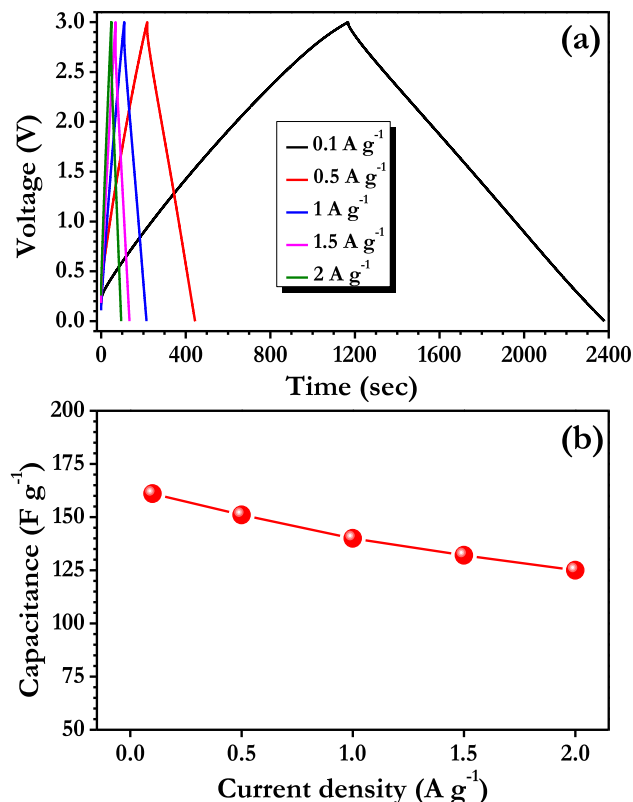 (a)
Voltage (V)
3.0
2.5
2.0
1.5
1.0
0.5
0.0
0.1 A g⁻¹
0.5 A g⁻¹
1 A g⁻¹
1.5 A g⁻¹
2 A g⁻¹
0 400 800 1200 1600 2000 2400
Time (sec)
(b)
Capacitance (F g⁻¹)
200
175
150
125
100
75
50
0.0 0.5 1.0 1.5 2.0
Current density (A g⁻¹)